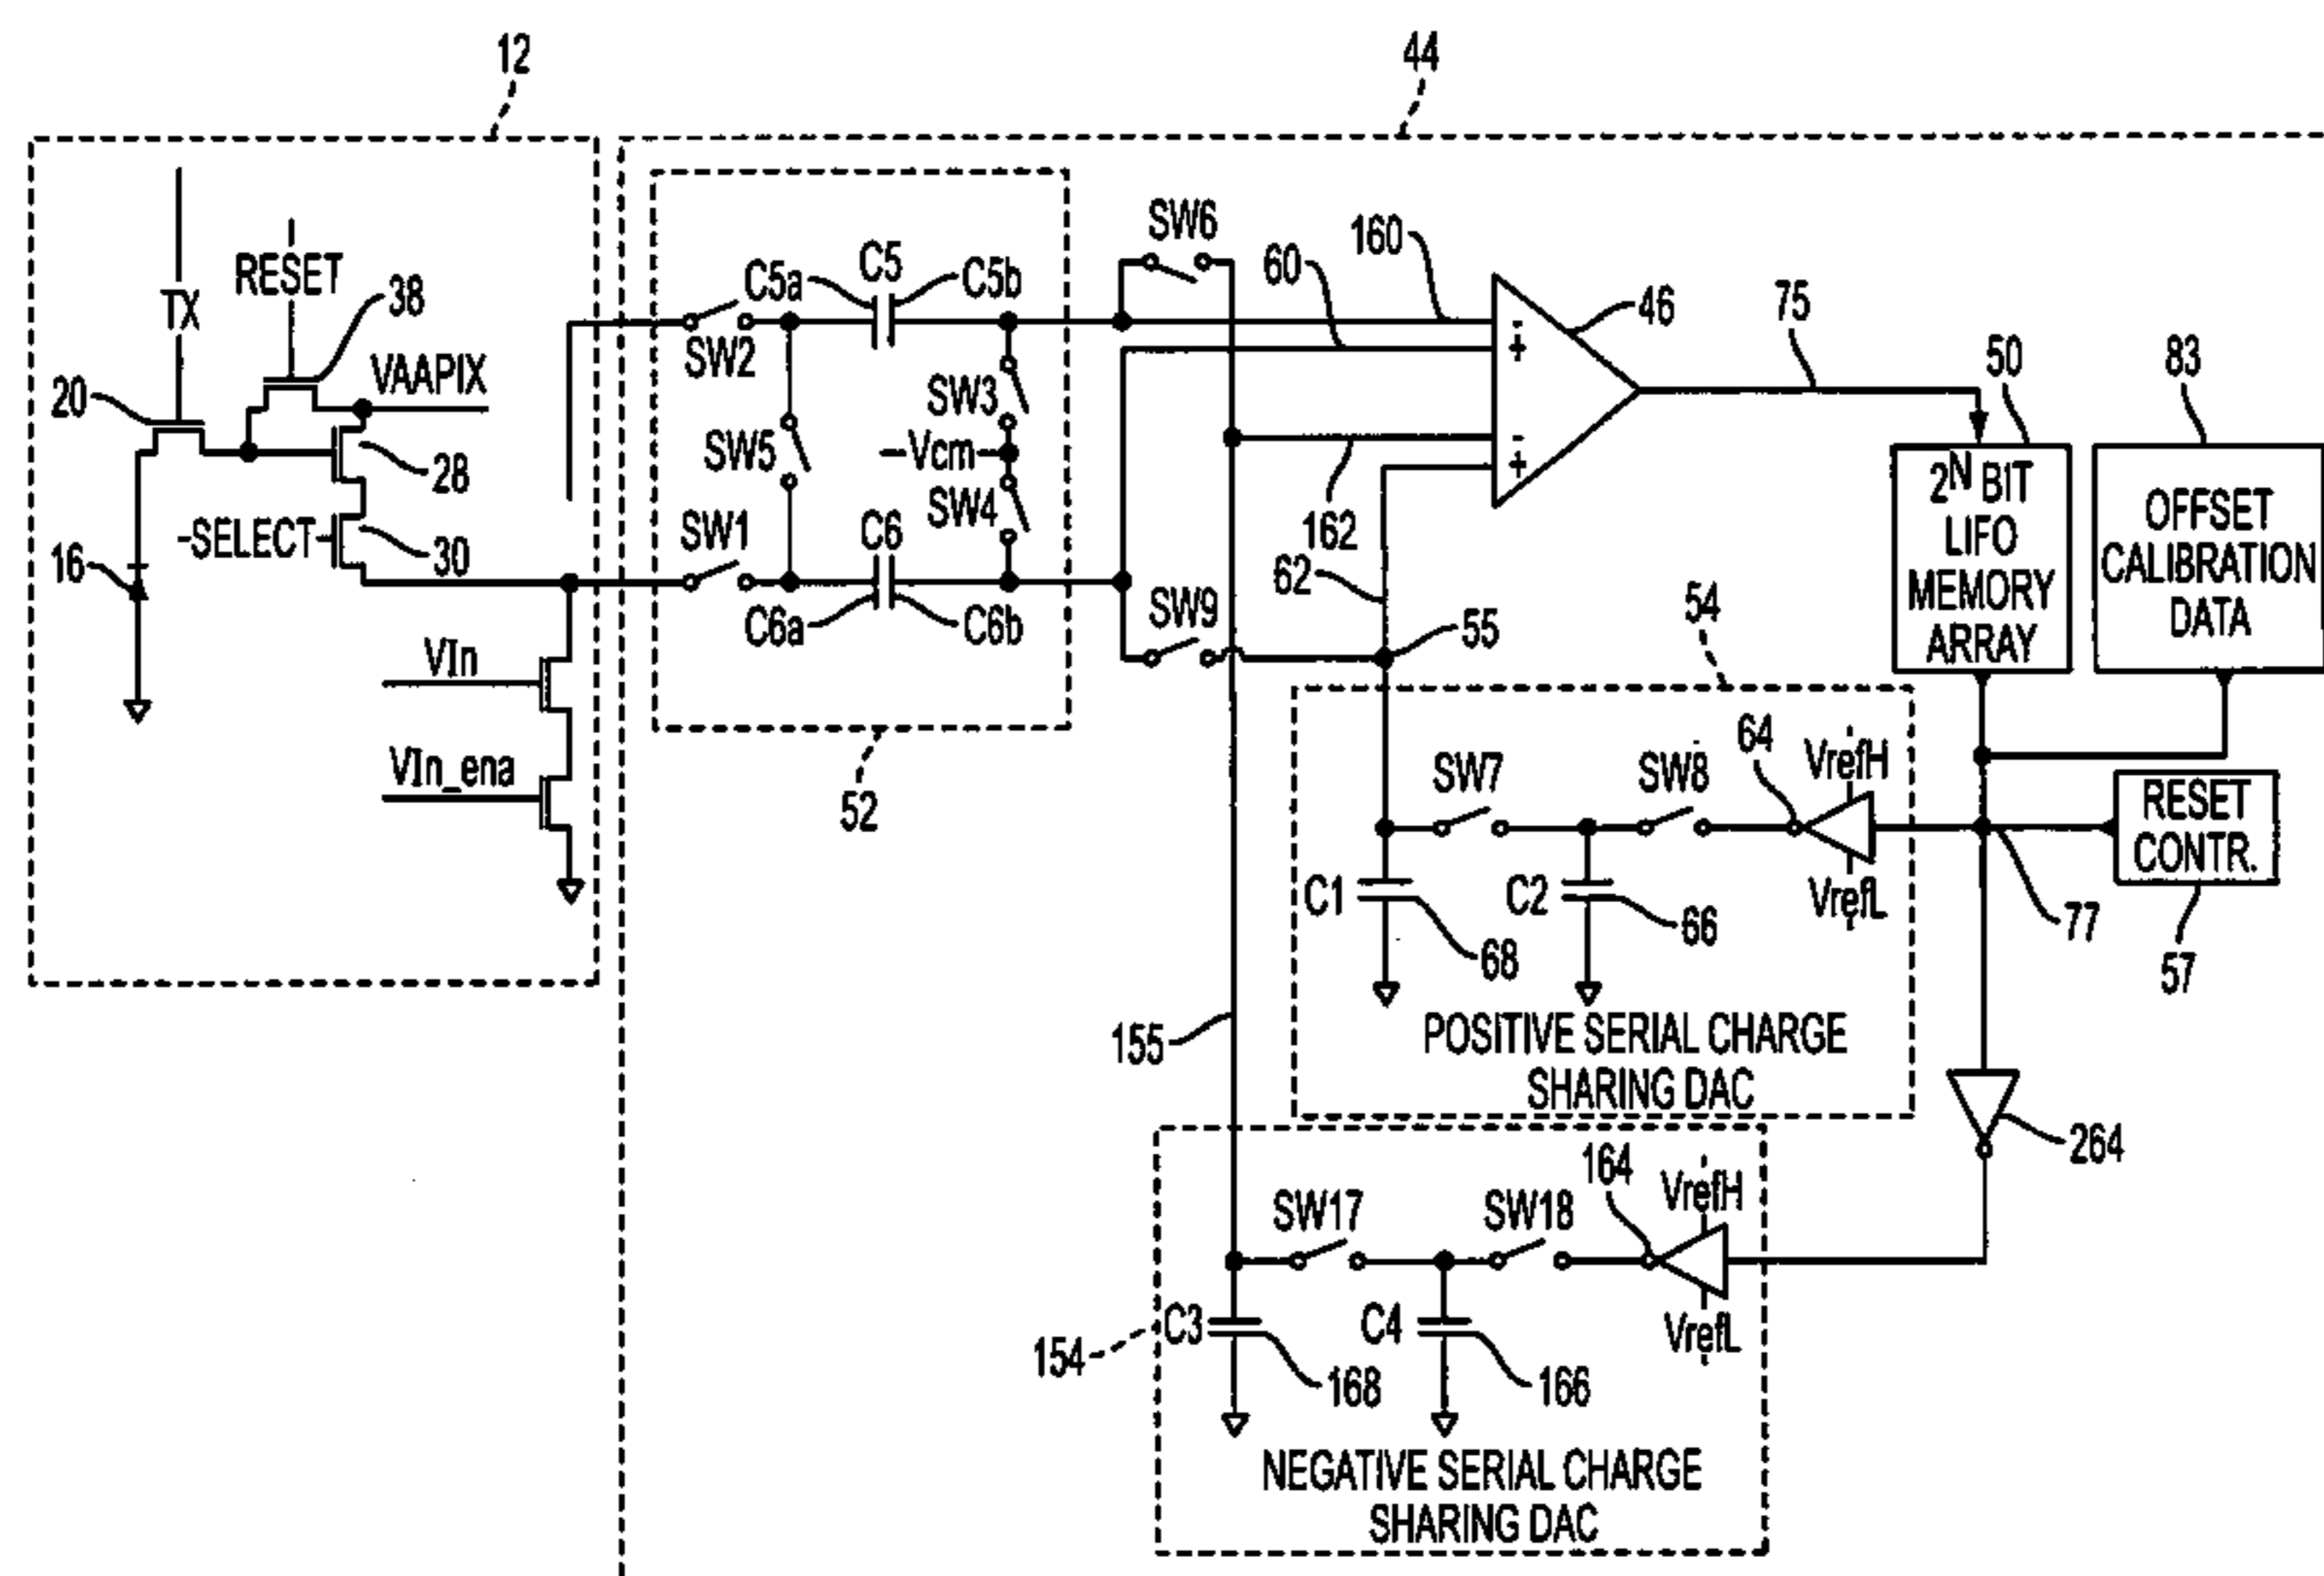 12
44
TX
RESET
38
VAAPIX
20
28
-SELECT-
30
16
VIn
VIn_ena
C5a
C5
C5b
SW2
SW3
SW5
-Vcm-
SW4
SW1
C6
C6a
C6b
52
SW6
160
60
-
+
-
+
46
75
50
83
162
62
SW9
55
54
2N BIT
LIFO
MEMORY
ARRAY
OFFSET
CALIBRATION
DATA
SW7
SW8
64
VrefH
VrefL
RESET
CONTR.
C1
68
C2
66
77
57
POSITIVE SERIAL CHARGE
SHARING DAC
155
264
SW17
SW18
164
VrefH
VrefL
154
C3
168
C4
166
NEGATIVE SERIAL CHARGE
SHARING DAC